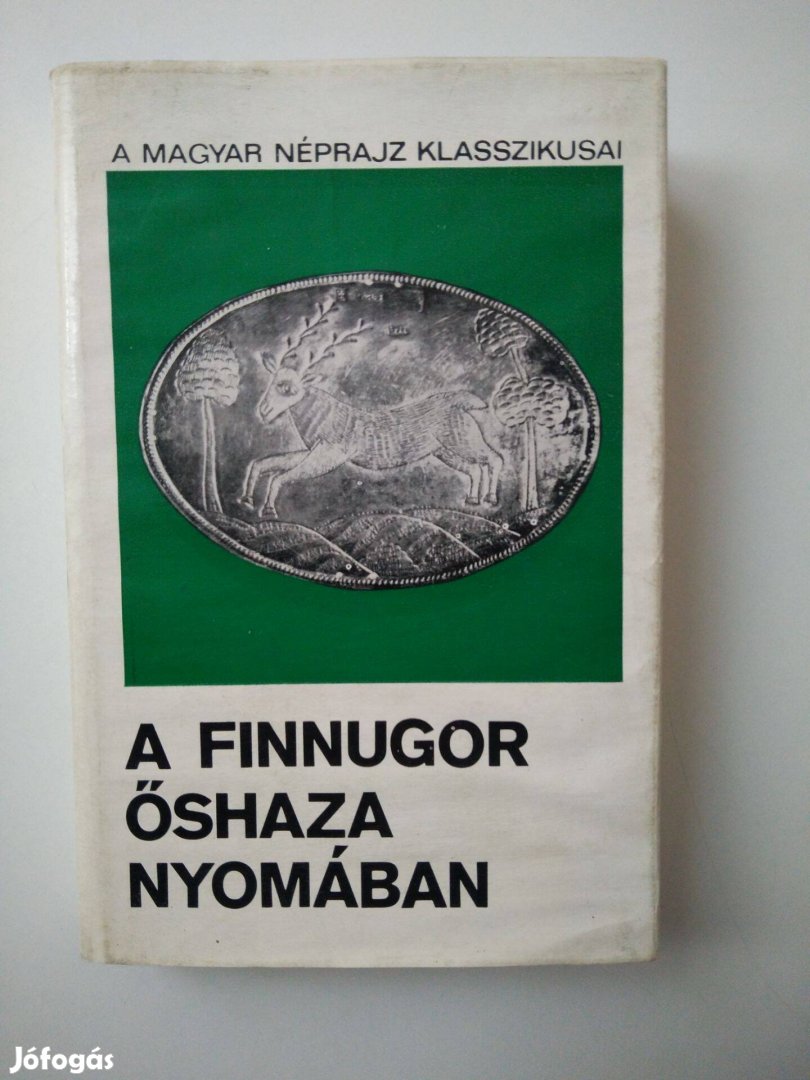 A MAGYAR NÉPRAJZ KLASSZIKUSAI
A FINNUGOR
ŐSHAZA
NYOMÁBAN
Jófogás